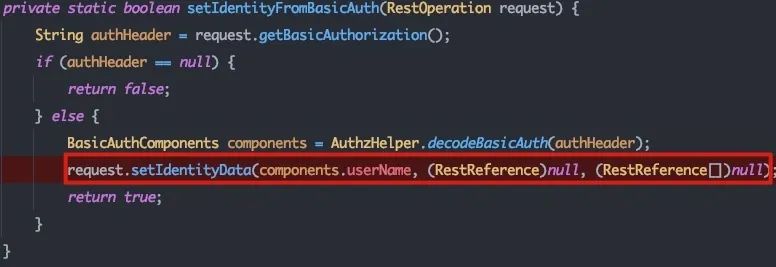 private static boolean setIdentityFromBasicAuth(RestOperation request) {
String authHeader = request.getBasicAuthorization();
if (authHeader == null) {
return false;
} else {
BasicAuthComponents components = AuthzHelper.decodeBasicAuth(authHeader);
request.setIdentityData(components.userName, (RestReference)null, (RestReference[])null);
return true;
}
}